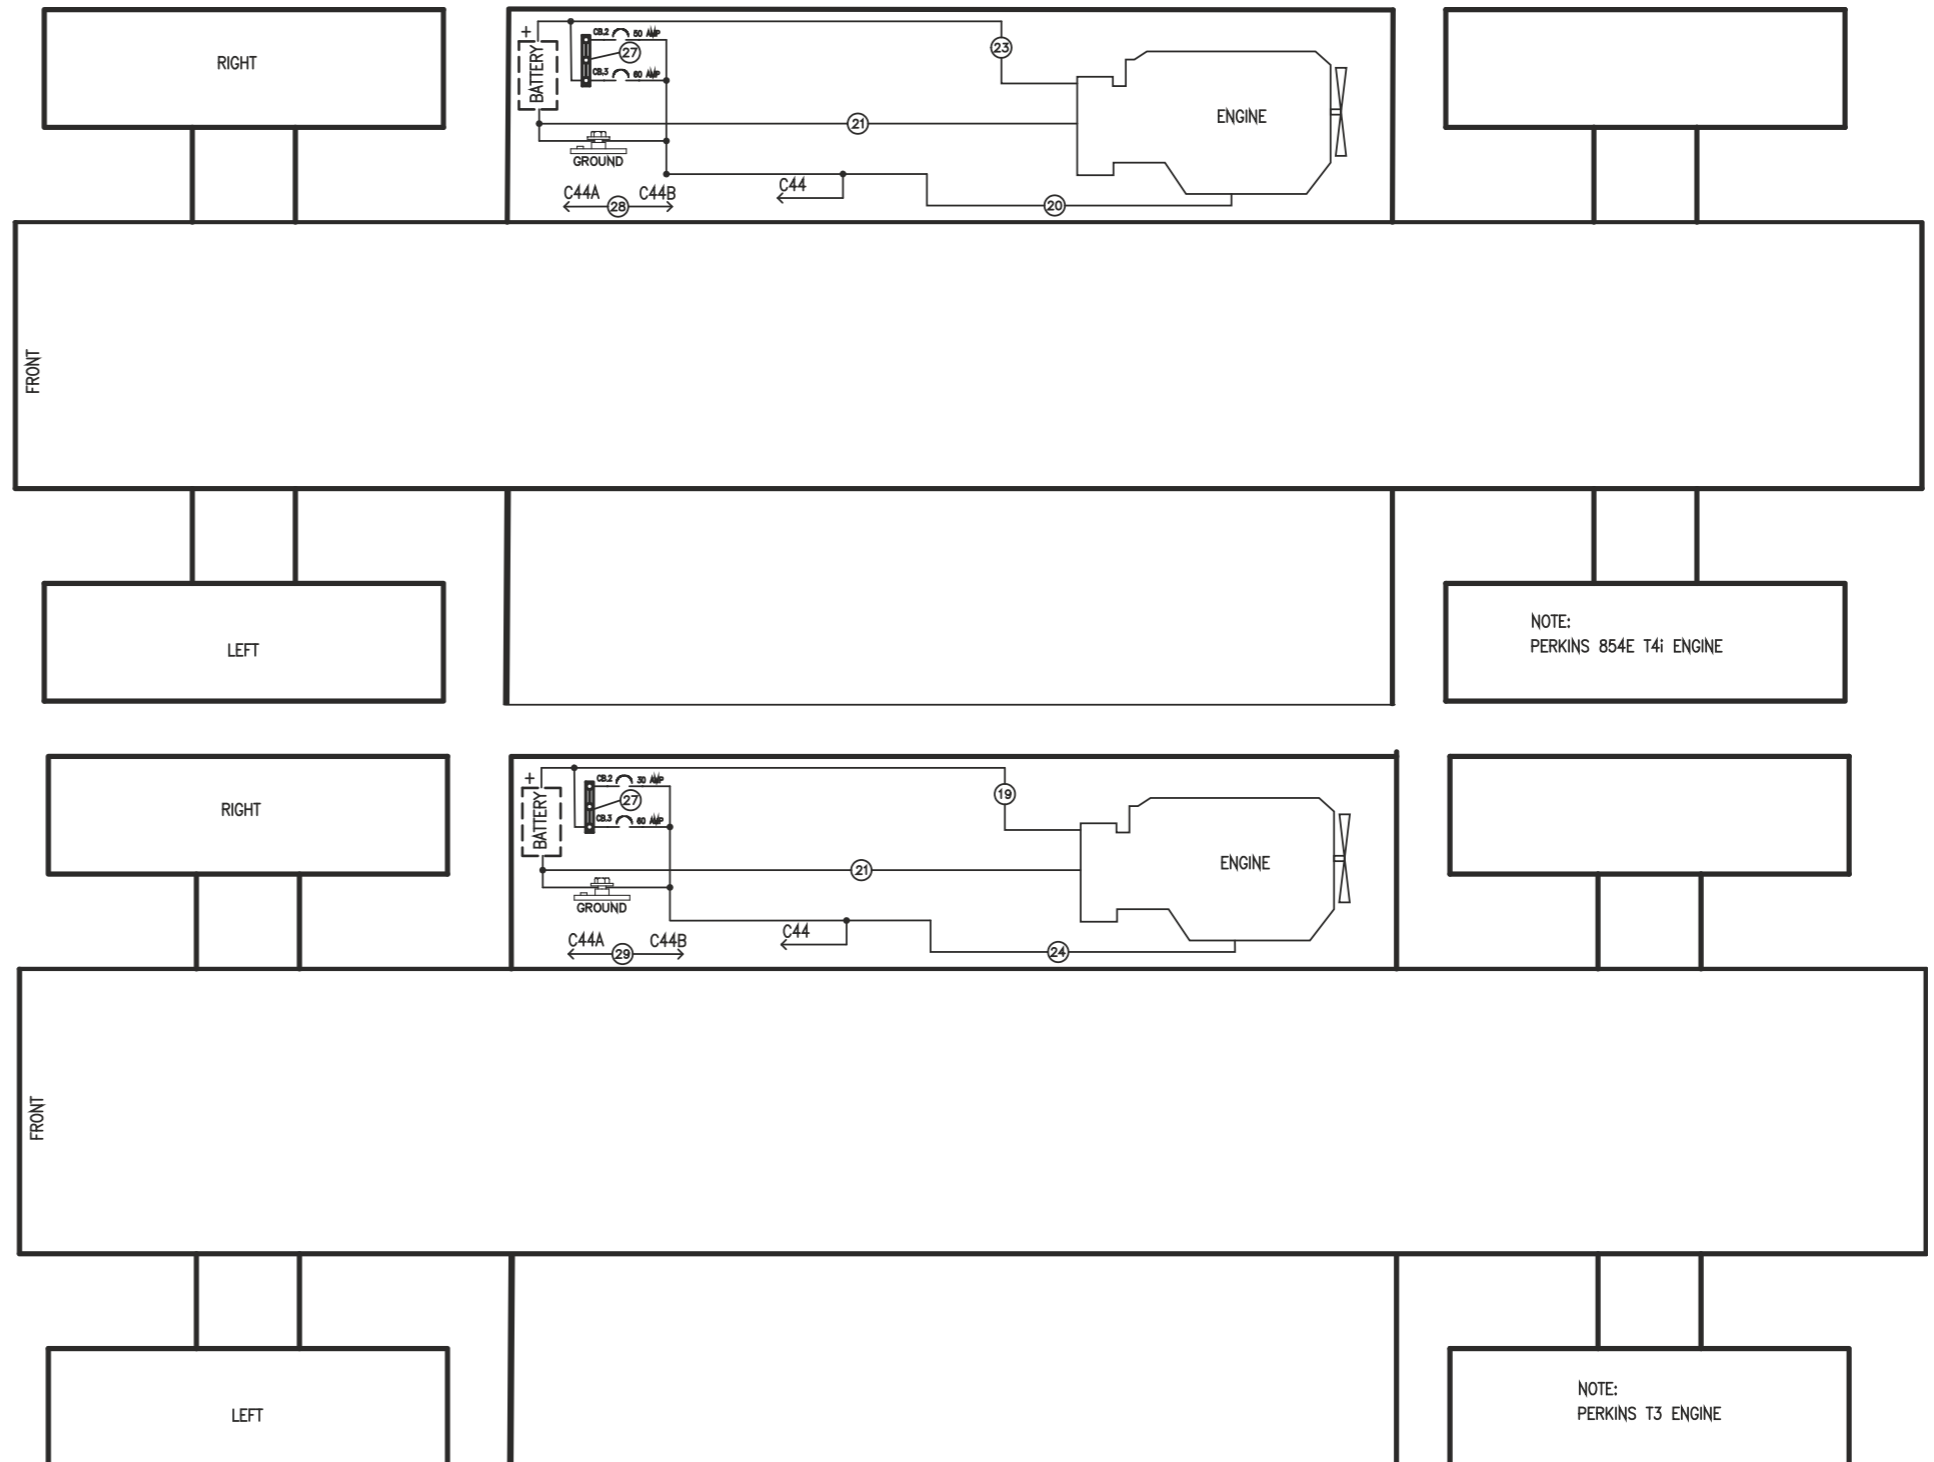 RIGHT
+
BATTERY
CB.2 50 AMP
27
CB.3 60 AMP
23
ENGINE
21
GROUND
C44A 28 C44B
C44
20
FRONT
LEFT
NOTE:
PERKINS 854E T4i ENGINE
RIGHT
+
BATTERY
CB.2 30 AMP
27
CB.3 60 AMP
19
ENGINE
21
GROUND
C44A 29 C44B
C44
24
FRONT
LEFT
NOTE:
PERKINS T3 ENGINE